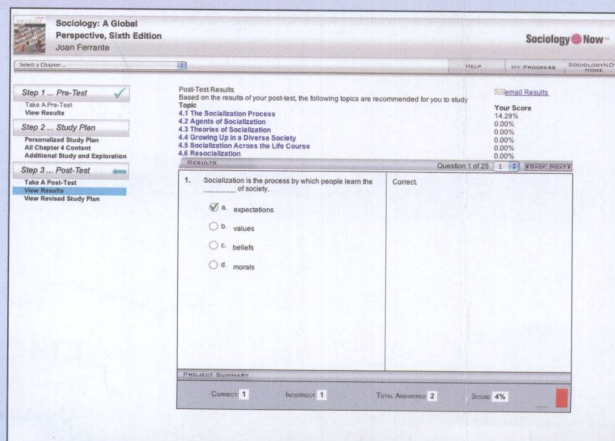 Sociology: A Global
Perspective, Sixth Edition
Joan Ferrante
Sociology Now™
Select a Chapter...
HELP
MY PROGRESS
SOCIOLOGYNOW HOME
Step 1 ... Pre-Test
Take A Pre-Test
View Results
Step 2 ... Study Plan
Personalized Study Plan
All Chapter 4 Content
Additional Study and Exploration
Step 3 ... Post-Test
Take A Post-Test
View Results
View Revised Study Plan
Post-Test Results
email Results
Based on the results of your post-test, the following topics are recommended for you to study
Topic Your Score
4.1 The Socialization Process 14.29%
4.2 Agents of Socialization 0.00%
4.3 Theories of Socialization 0.00%
4.4 Growing Up in a Diverse Society 0.00%
4.5 Socialization Across the Life Course 0.00%
4.6 Resocialization 0.00%
RESULTS
Question 1 of 25 1 BACK NEXT
1. Socialization is the process by which people learn the
________ of society.
a. expectations
b. values
c. beliefs
d. morals
Correct.
PROJECT SUMMARY
CORRECT 1 INCORRECT 1 TOTAL ANSWERED 2 SCORE 4%